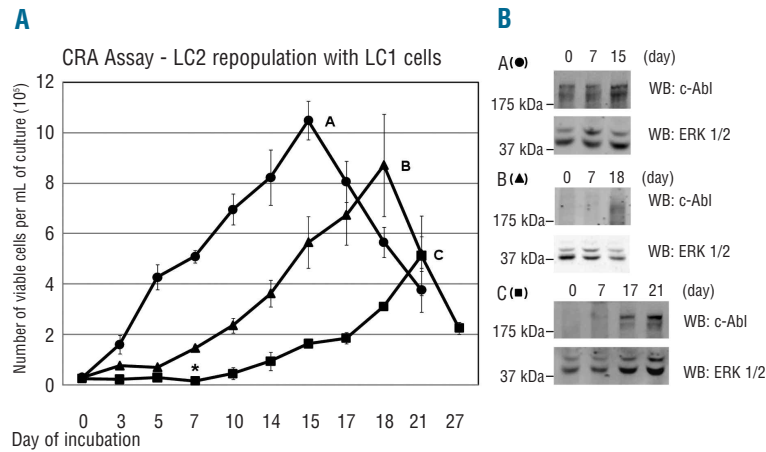 A
CRA Assay - LC2 repopulation with LC1 cells
Number of viable cells per mL of culture (10⁵)
12
10
8
6
4
2
0
A
B
C
*
0 3 5 7 10 14 15 17 18 21 27
Day of incubation
B
A(●) 0 7 15 (day)
WB: c-Abl
175 kDa
WB: ERK 1/2
37 kDa
B(▲) 0 7 18 (day)
WB: c-Abl
175 kDa
WB: ERK 1/2
37 kDa
C(■) 0 7 17 21 (day)
WB: c-Abl
175 kDa
WB: ERK 1/2
37 kDa